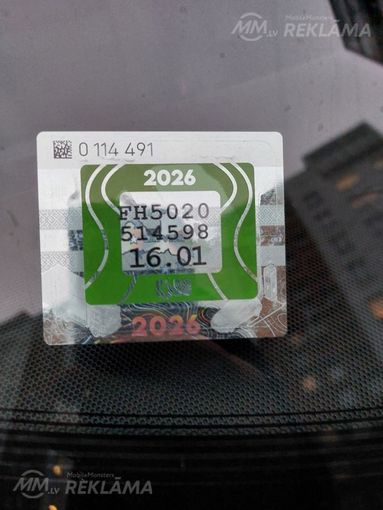 MobileMonsters
MM.LV REKLĀMA
0 114 491
2026
FH5020
514598
16.01
2026
MobileMonsters
MM.LV REKLĀMA